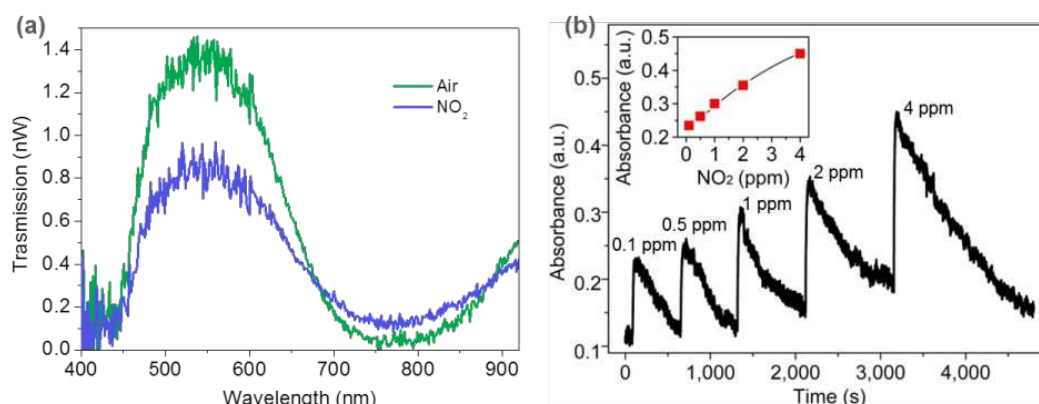 (a)
Trasmission (nW)
1.4
1.2
1.0
0.8
0.6
0.4
0.2
0.0
Air
NO₂
400 500 600 700 800 900
Wavelength (nm)
(b)
Absorbance (a.u.)
0.5
0.4
0.3
0.2
0.1
Absorbance (a.u.)
0.5
0.4
0.3
0.2
0 1 2 3 4
NO₂ (ppm)
0.1 ppm
0.5 ppm
1 ppm
2 ppm
4 ppm
0 1,000 2,000 3,000 4,000
Time (s)